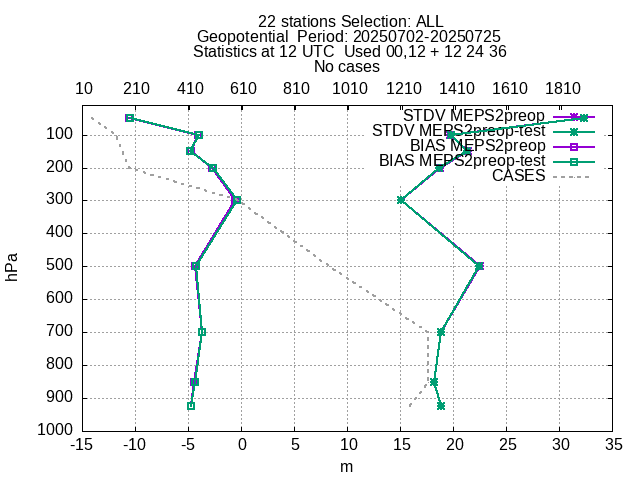 22 stations Selection: ALL
Geopotential  Period: 20250702-20250725
Statistics at 12 UTC  Used 00,12 + 12 24 36
No cases
10 210 410 610 810 1010 1210 1410 1610 1810
STDV MEPS2preop
STDV MEPS2preop-test
BIAS MEPS2preop
BIAS MEPS2preop-test
CASES
100
200
300
400
500
600
700
800
900
1000
hPa
-15 -10 -5 0 5 10 15 20 25 30 35
m